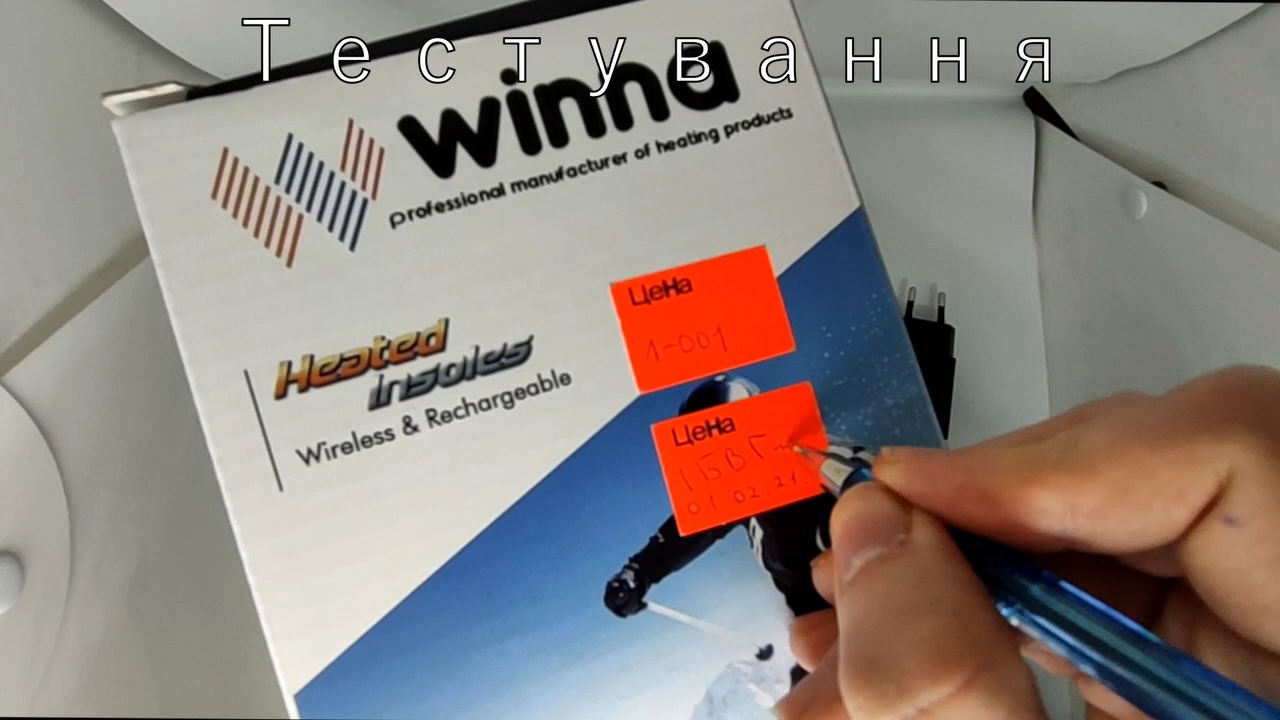 Тестування
winna
professional manufacturer of heating products
Heated
insoles
Wireless & Rechargeable
Цена
1-001
Цена
01.02.21.